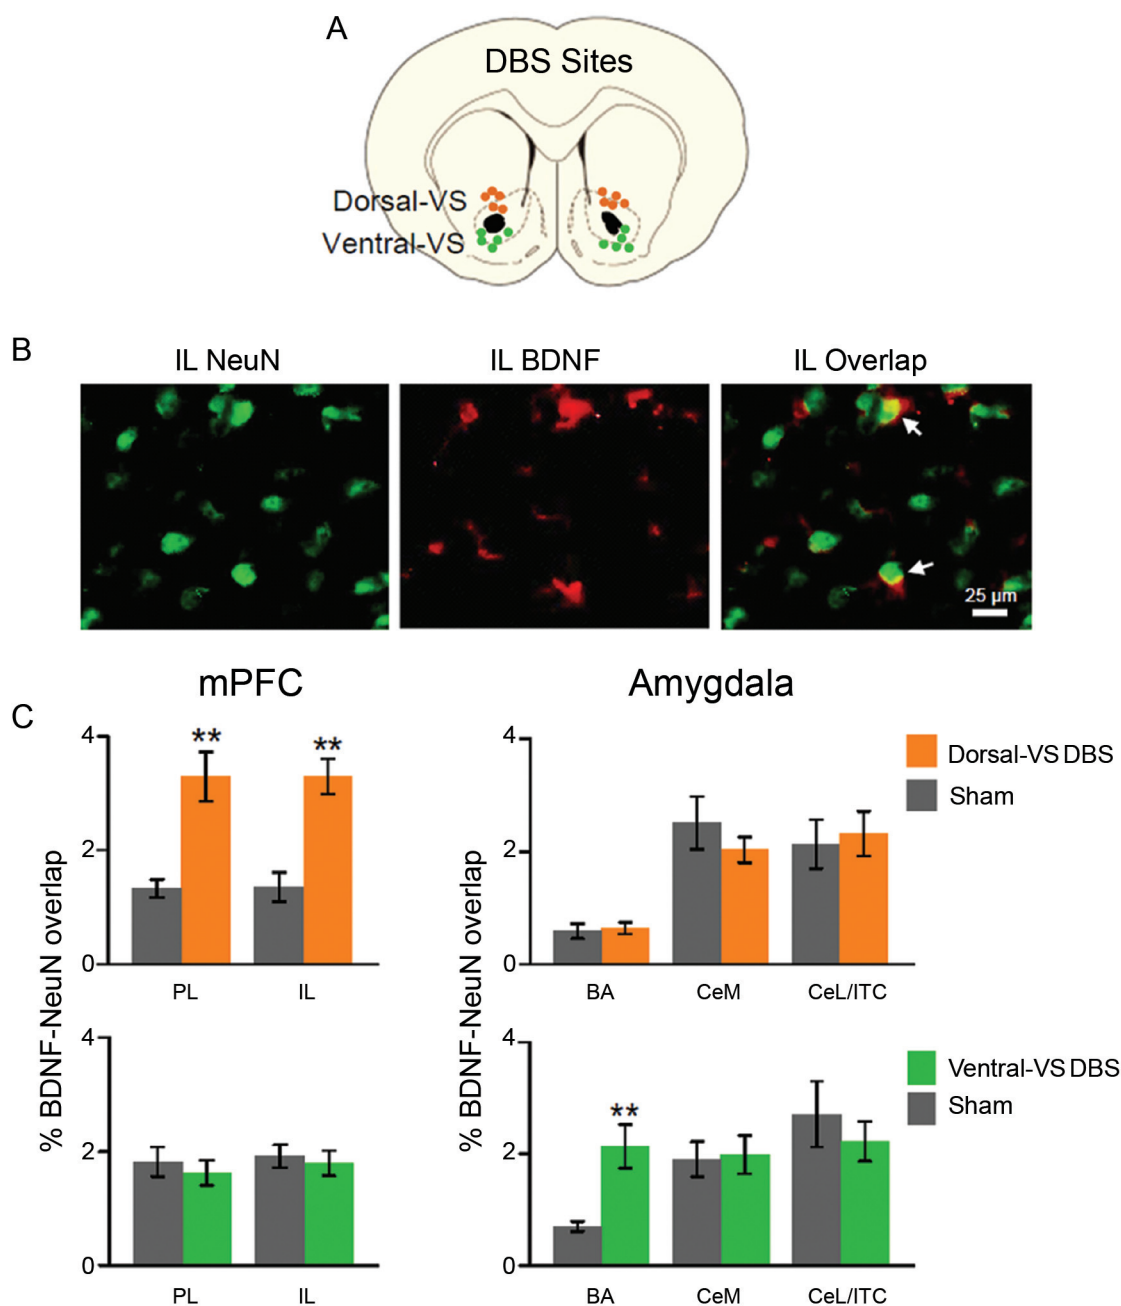 A
DBS Sites
Dorsal-VS
Ventral-VS
B
IL NeuN
IL BDNF
IL Overlap
25 µm
mPFC
Amygdala
C
% BDNF-NeuN overlap
4
2
0
**
**
PL
IL
% BDNF-NeuN overlap
4
2
0
BA
CeM
CeL/ITC
Dorsal-VS DBS
Sham
4
2
0
PL
IL
4
2
0
**
BA
CeM
CeL/ITC
Ventral-VS DBS
Sham